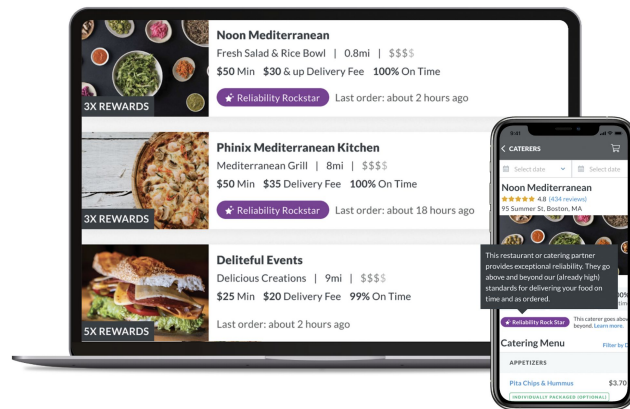 Noon Mediterranean
Fresh Salad & Rice Bowl | 0.8mi | $$$$
$50 Min $30 & up Delivery Fee 100% On Time
Reliability Rockstar Last order: about 2 hours ago
3X REWARDS
Phinix Mediterranean Kitchen
Mediterranean Grill | 8mi | $$$$
$50 Min $35 Delivery Fee 100% On Time
Reliability Rockstar Last order: about 18 hours ago
3X REWARDS
Deliteful Events
Delicious Creations | 9mi | $$$$
$25 Min $20 Delivery Fee 99% On Time
Last order: about 2 hours ago
5X REWARDS
9:41
CATERERS
Select date Select date
Noon Mediterranean
4.8 (434 reviews)
95 Summer St, Boston, MA
This restaurant or catering partner
provides exceptional reliability. They go
above and beyond our (already high)
standards for delivering your food on
time and as ordered.
Reliability Rock Star
This caterer goes abov
beyond. Learn more.
Catering Menu Filter by D
APPETIZERS
Pita Chips & Hummus $3.70
INDIVIDUALLY PACKAGED (OPTIONAL)